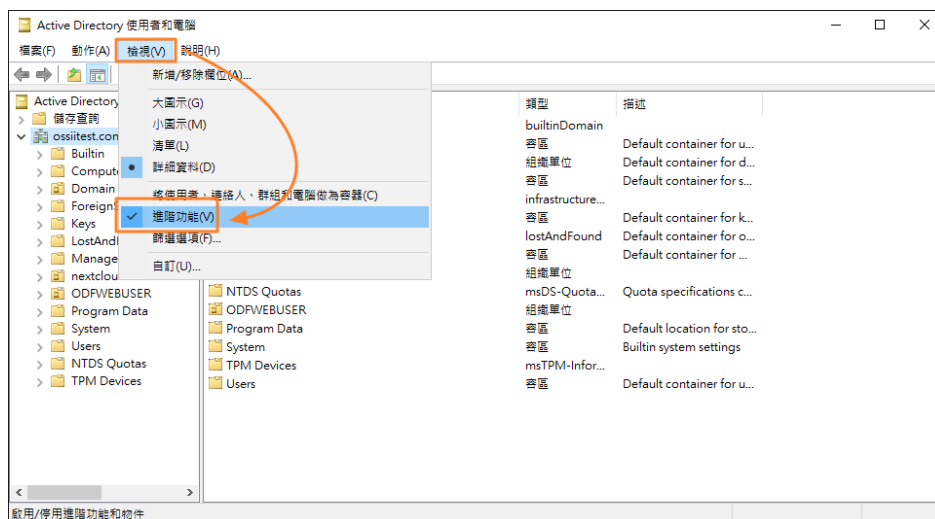 Active Directory 使用者和電腦
檔案(F) 動作(A) 檢視(V) 說明(H)
新增/移除欄位(A)...
大圖示(G)
小圖示(M)
清單(L)
詳細資料(D)
將使用者、連絡人、群組和電腦做為容器(C)
進階功能(V)
篩選選項(F)...
自訂(U)...
Active Directory
儲存查詢
ossiitest.con
Builtin
Compute
Domain
ForeignS
Keys
LostAndF
Manage
nextclou
ODFWEBUSER
Program Data
System
Users
NTDS Quotas
TPM Devices
類型 描述
builtinDomain
容區 Default container for u...
組織單位 Default container for d...
容區 Default container for s...
infrastructure...
容區 Default container for k...
lostAndFound Default container for o...
容區 Default container for ...
組織單位
NTDS Quotas msDS-Quota... Quota specifications c...
ODFWEBUSER 組織單位
Program Data 容區 Default location for sto...
System 容區 Builtin system settings
TPM Devices msTPM-Infor...
Users 容區 Default container for u...
啟用/停用進階功能和物件